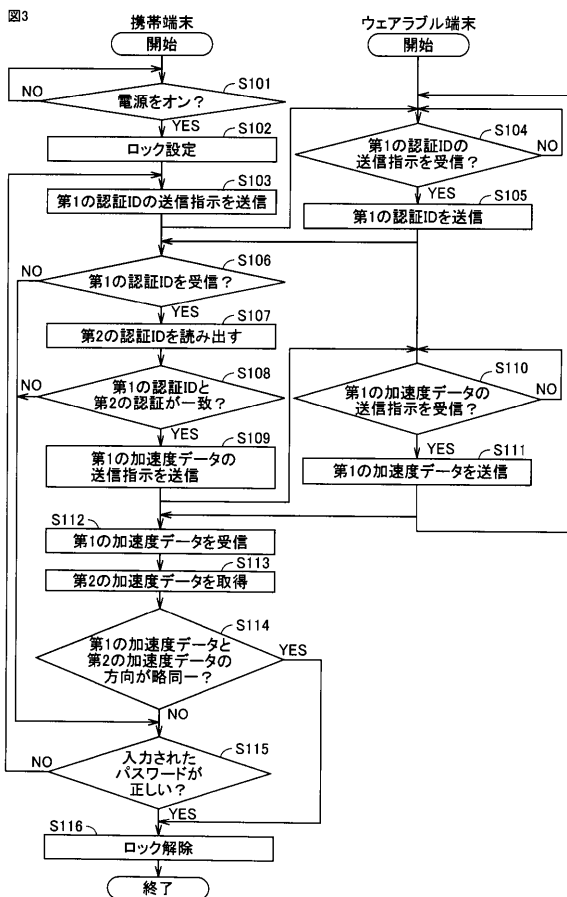 図3
携帯端末
開始
電源をオン？
S101
NO
YES
S102
ロック設定
S103
第1の認証IDの送信指示を送信
ウェアラブル端末
開始
S104
第1の認証IDの
送信指示を受信？
NO
YES
S105
第1の認証IDを送信
S106
第1の認証IDを受信？
NO
YES
S107
第2の認証IDを読み出す
S108
第1の認証IDと
第2の認証が一致？
NO
YES
S109
第1の加速度データの
送信指示を送信
S110
第1の加速度データの
送信指示を受信？
NO
YES
S111
第1の加速度データを送信
S112
第1の加速度データを受信
S113
第2の加速度データを取得
S114
第1の加速度データと
第2の加速度データの
方向が略同一？
YES
NO
S115
入力された
パスワードが
正しい？
NO
YES
S116
ロック解除
終了